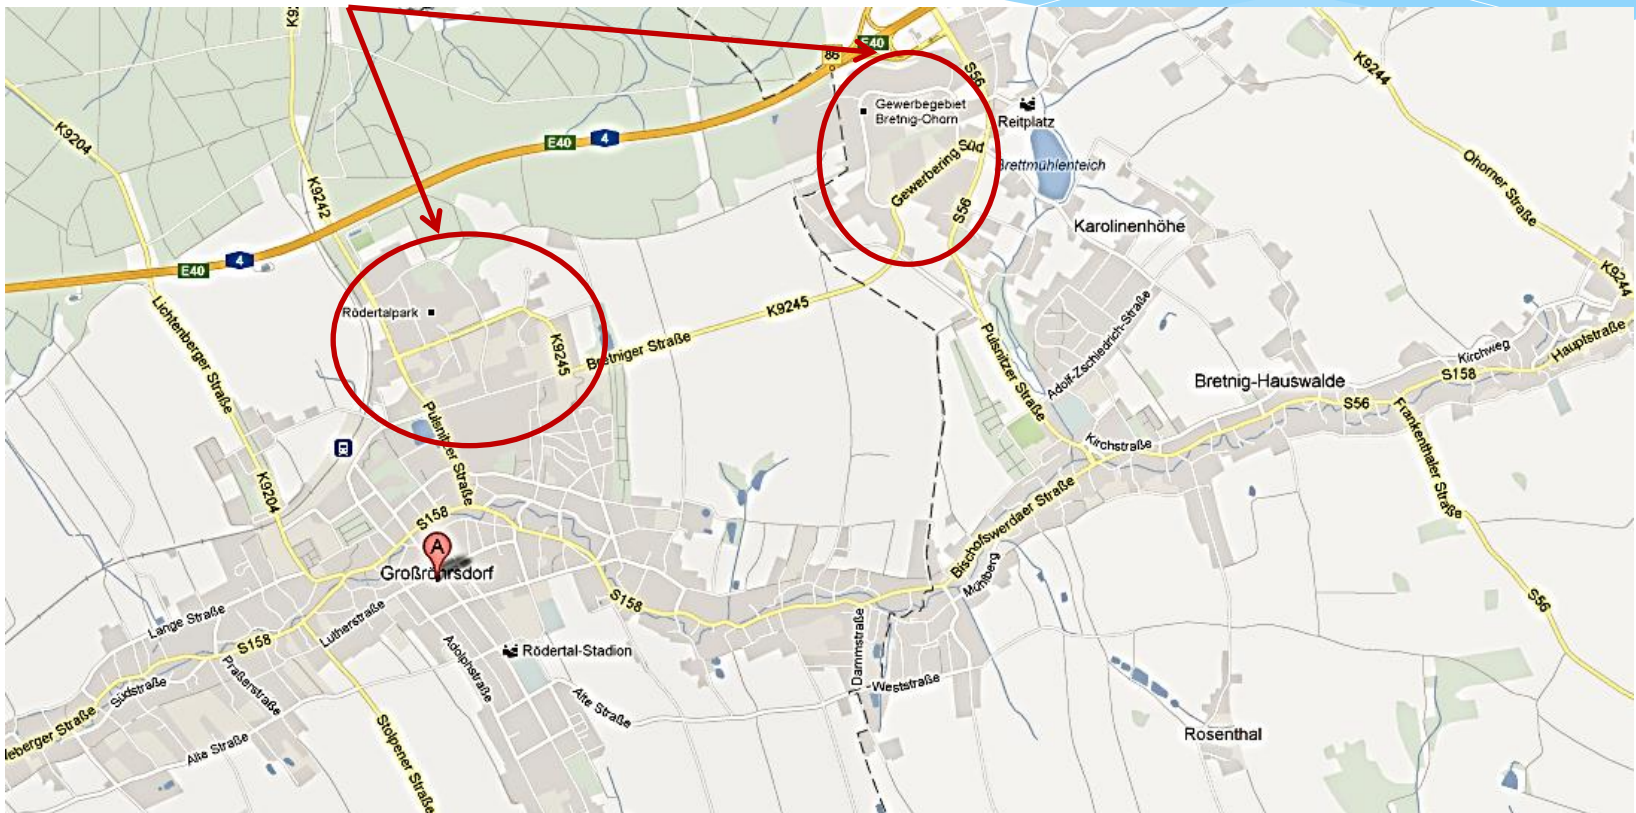 K92
86
E40
S56
K9244
K9204
E40
4
Gewerbegebiet
Bretnig-Ohorn
Reitplatz
K9242
Gewerbering Süd
Brettmühlenteich
Ohorner Straße
S56
Karolinenhöhe
E40
4
K9244
Lichtenberger Straße
Rödertalpark
K9245
K9245
Bretniger Straße
Pulsnitzer Straße
Adolf-Zschiedrich-Straße
Kirchweg
Hauptstraße
S158
Bretnig-Hauswalde
S56
Frankenthaler Straße
Pulsnitzer Straße
Kirchstraße
K9204
S158
Bischofswerdaer Straße
A
Großröhrsdorf
Mühlberg
S56
S158
Lange Straße
Lutherstraße
S158
Rödertal-Stadion
Adolphstraße
Dammstraße
Praßerstraße
Südstraße
Weststraße
Alte Straße
leberger Straße
Alte Straße
Stolpener Straße
Rosenthal